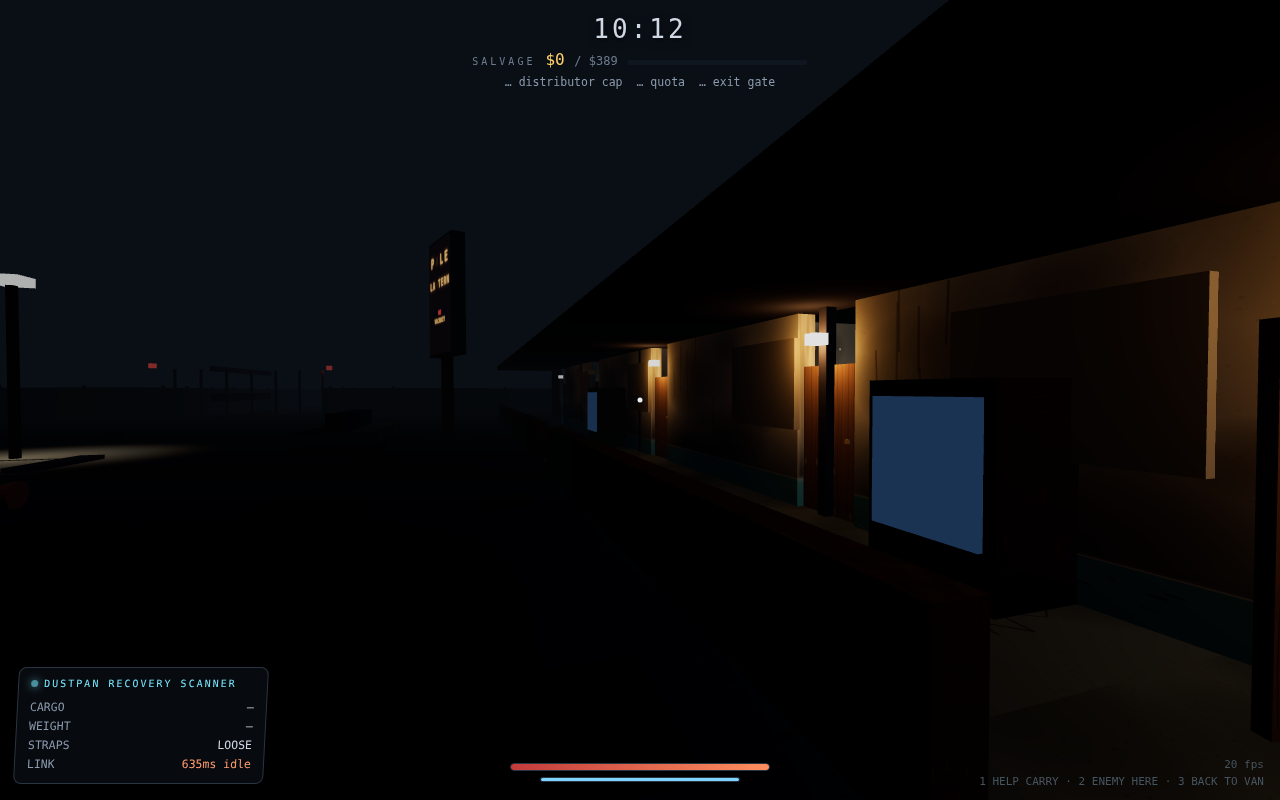 10:12
SALVAGE $0 / $389
… distributor cap … quota … exit gate
VACANCY
DUSTPAN RECOVERY SCANNER
CARGO —
WEIGHT —
STRAPS LOOSE
LINK 635ms idle
20 fps
1 HELP CARRY · 2 ENEMY HERE · 3 BACK TO VAN